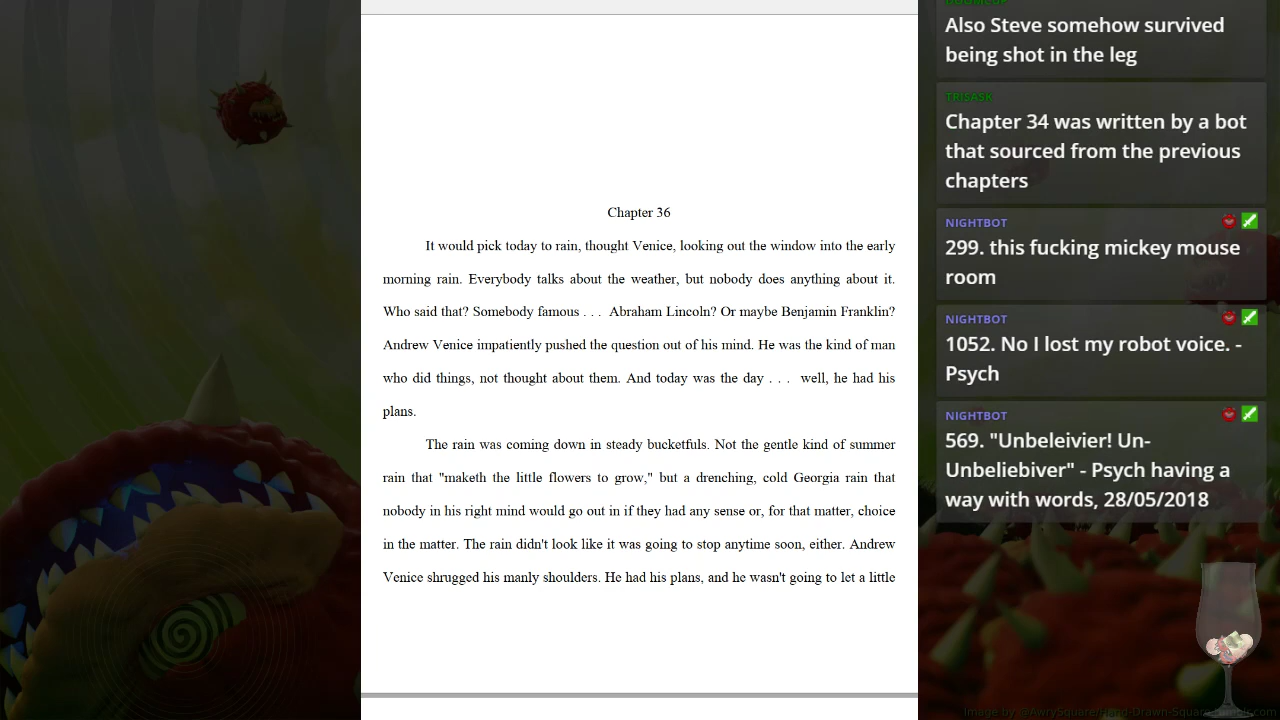 Chapter 36
It would pick today to rain, thought Venice, looking out the window into the early
morning rain. Everybody talks about the weather, but nobody does anything about it.
Who said that? Somebody famous . . . Abraham Lincoln? Or maybe Benjamin Franklin?
Andrew Venice impatiently pushed the question out of his mind. He was the kind of man
who did things, not thought about them. And today was the day . . . well, he had his
plans.
The rain was coming down in steady bucketfuls. Not the gentle kind of summer
rain that "maketh the little flowers to grow," but a drenching, cold Georgia rain that
nobody in his right mind would go out in if they had any sense or, for that matter, choice
in the matter. The rain didn't look like it was going to stop anytime soon, either. Andrew
Venice shrugged his manly shoulders. He had his plans, and he wasn't going to let a little
Also Steve somehow survived
being shot in the leg
TRISASK
Chapter 34 was written by a bot
that sourced from the previous
chapters
NIGHTBOT
299. this fucking mickey mouse
room
NIGHTBOT
1052. No I lost my robot voice. -
Psych
NIGHTBOT
569. "Unbeleivier! Un-
Unbeliebiver" - Psych having a
way with words, 28/05/2018